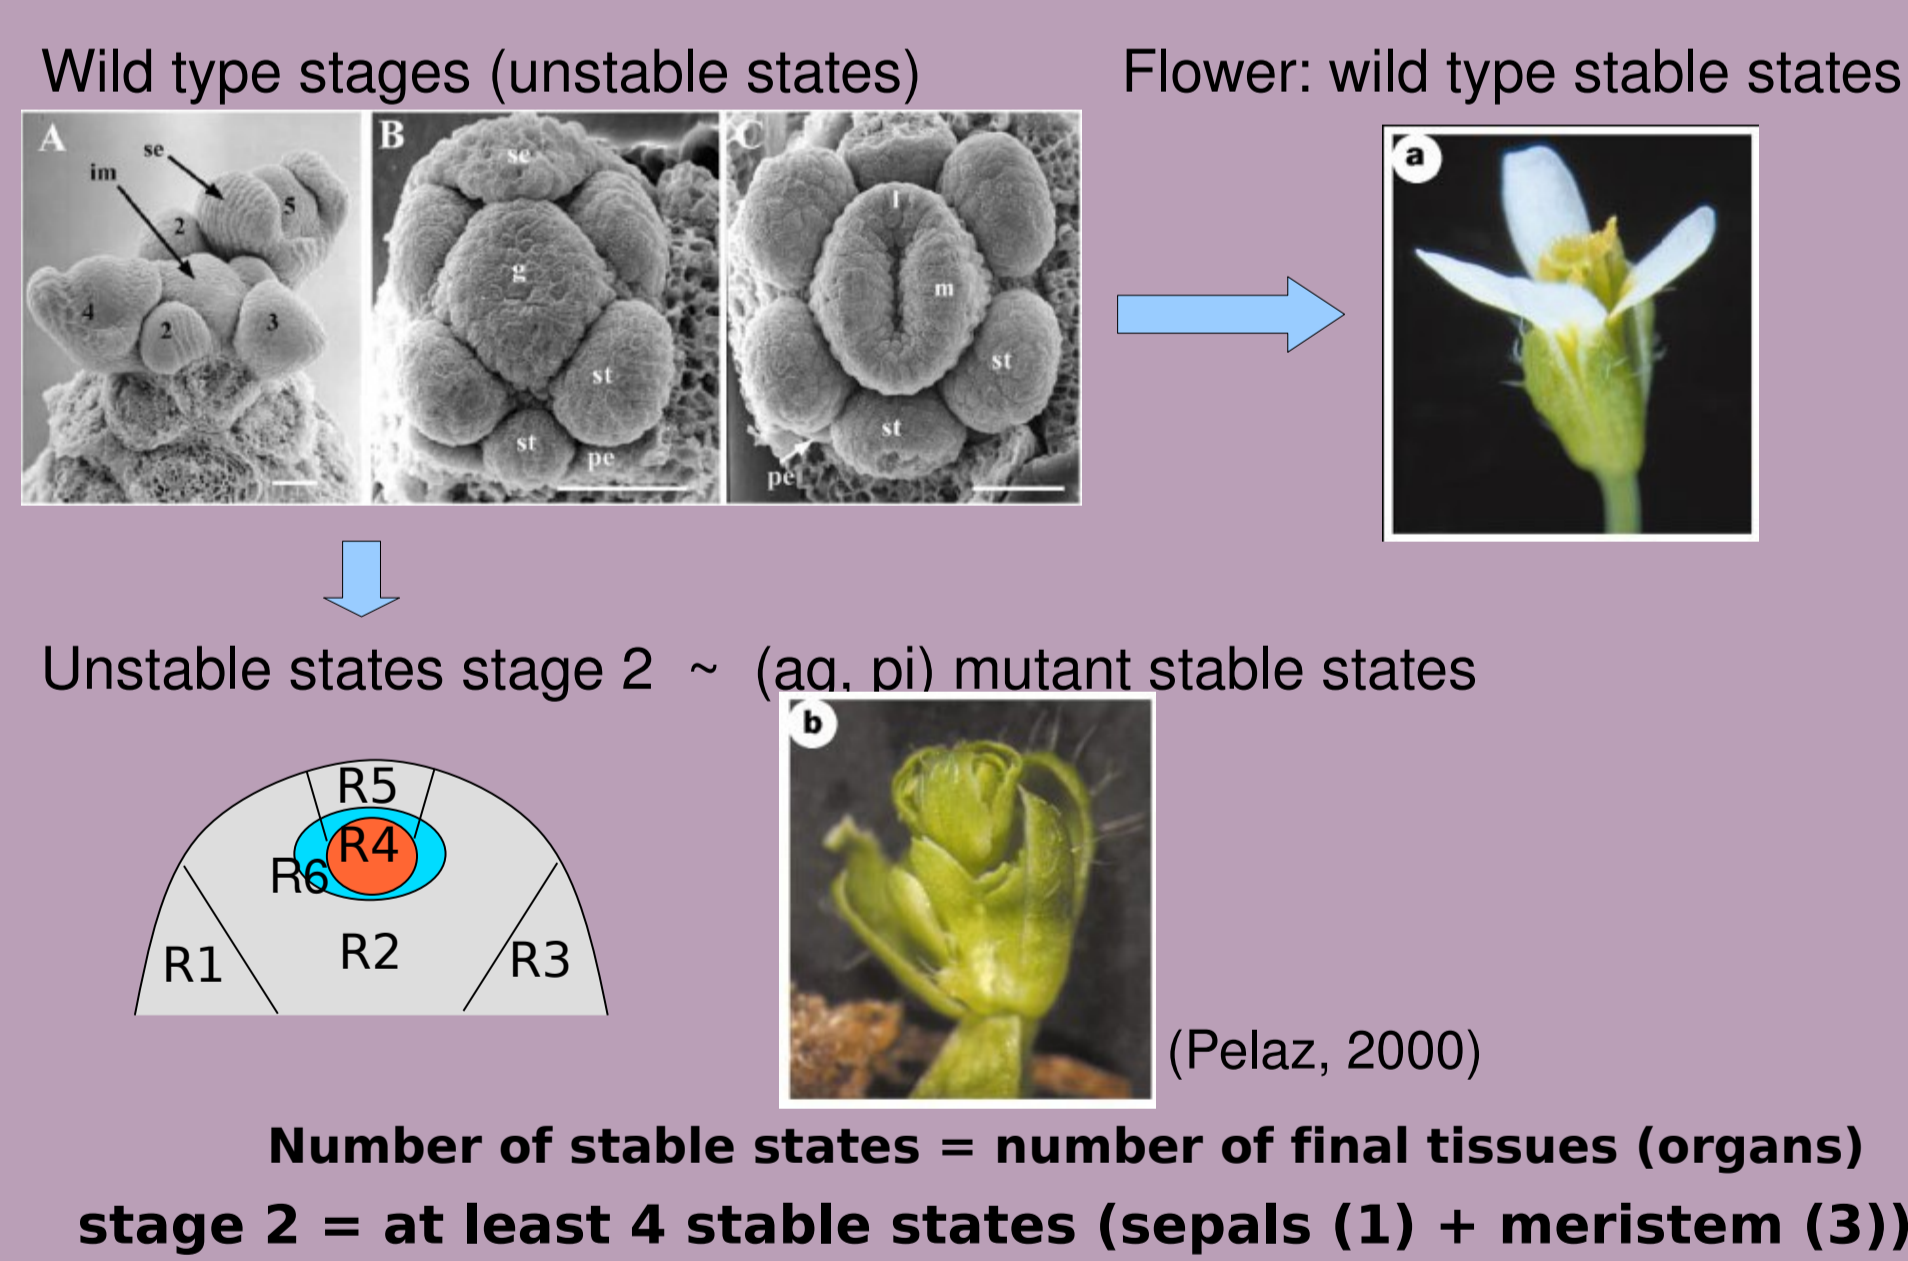 Wild type stages (unstable states)
Flower: wild type stable states
A
se
im
5
2
4
2
3
B
se
g
st
st
pe
C
l
m
st
st
pe
a
Unstable states stage 2 ~ (ag, pi) mutant stable states
b
R5
R4
R6
R2
R1
R3
(Pelaz, 2000)
Number of stable states = number of final tissues (organs)
stage 2 = at least 4 stable states (sepals (1) + meristem (3))